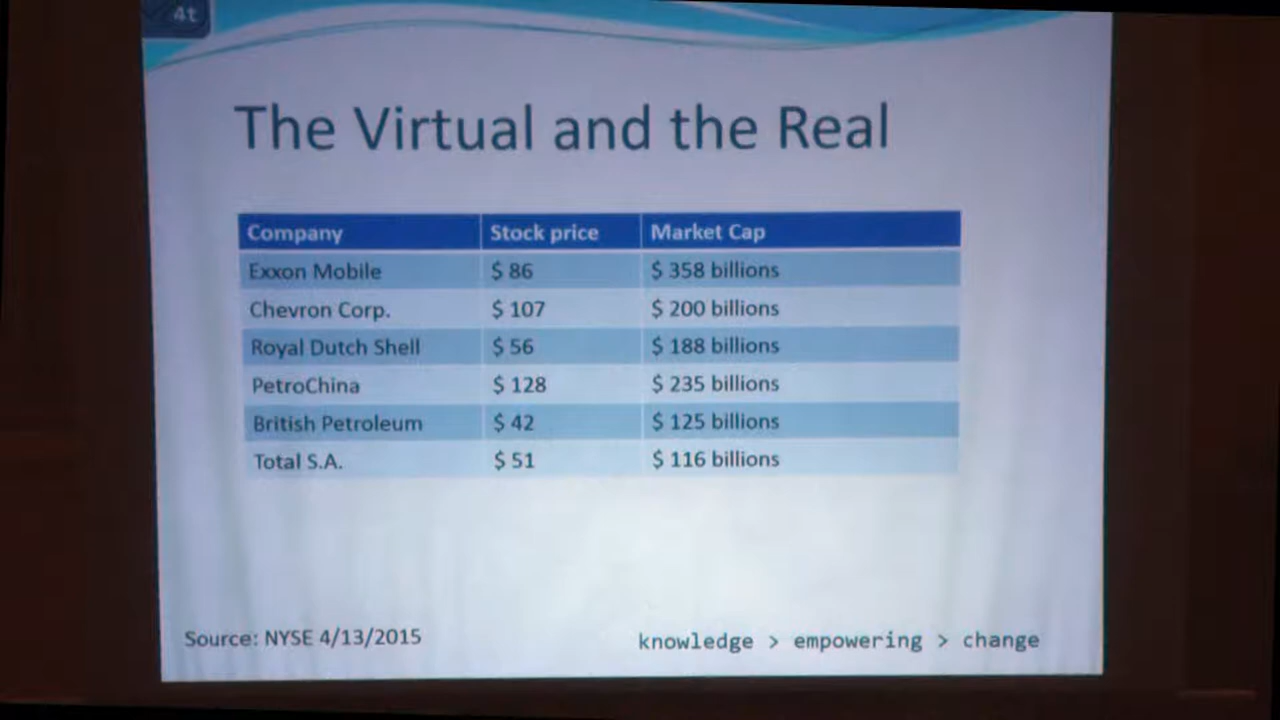 4t
The Virtual and the Real
Company Stock price Market Cap
Exxon Mobile $ 86 $ 358 billions
Chevron Corp. $ 107 $ 200 billions
Royal Dutch Shell $ 56 $ 188 billions
PetroChina $ 128 $ 235 billions
British Petroleum $ 42 $ 125 billions
Total S.A. $ 51 $ 116 billions
Source: NYSE 4/13/2015
knowledge > empowering > change